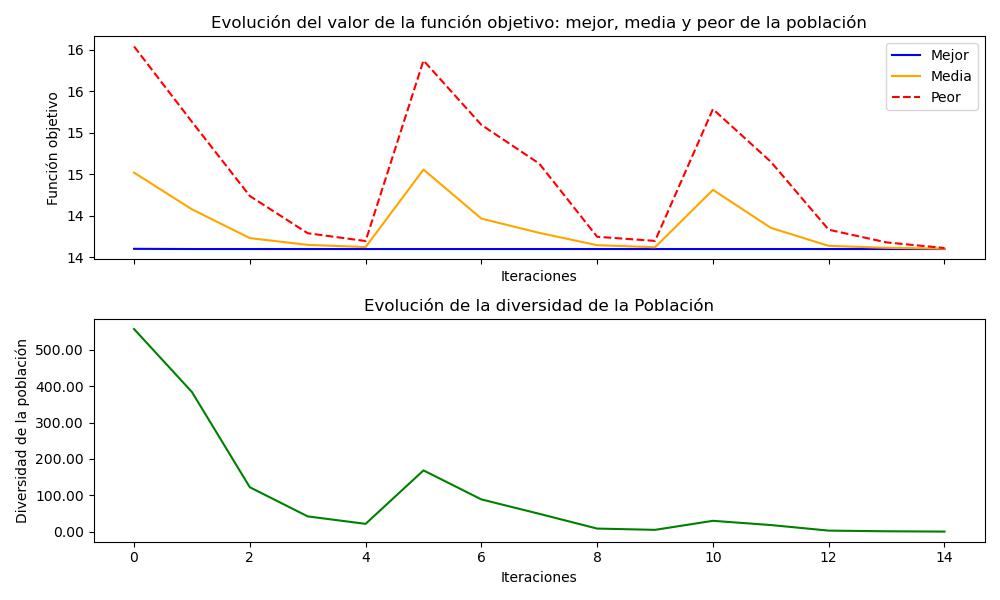 Evolución del valor de la función objetivo: mejor, media y peor de la población
Función objetivo
16
16
15
15
14
14
Mejor
Media
Peor
Iteraciones
Evolución de la diversidad de la Población
Diversidad de la población
500.00
400.00
300.00
200.00
100.00
0.00
0 2 4 6 8 10 12 14
Iteraciones